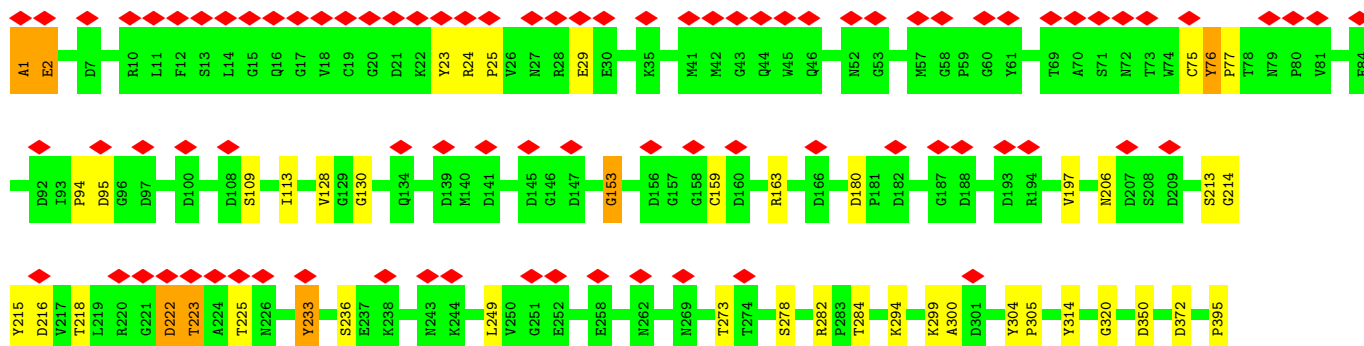 A1 E2 D7 R10 L11 F12 S13 L14 G15 Q16 G17 V18 C19 G20 D21 K22 Y23 R24 P25 V26 N27 R28 E29 E30 K35 M41 M42 G43 Q44 W45 Q46 N52 G53 M57 G58 P59 G60 Y61 T69 A70 S71 N72 T73 W74 C75 Y76 P77 T78 N79 P80 V81 E84
D92 I93 P94 D95 G96 D97 D100 D108 S109 I113 V128 G129 G130 Q134 D139 M140 D141 D145 G146 D147 G153 D156 G157 G158 C159 D160 R163 D166 D180 P181 D182 G187 D188 D193 R194 V197 N206 D207 S208 D209 S213 G214
Y215 D216 V217 T218 L219 R220 G221 D222 T223 A224 T225 N226 Y233 S236 E237 K238 N243 K244 L249 V250 G251 E252 E258 N262 N269 T273 T274 S278 R282 P283 T284 K294 K299 A300 D301 Y304 P305 Y314 G320 D350 D372 P395